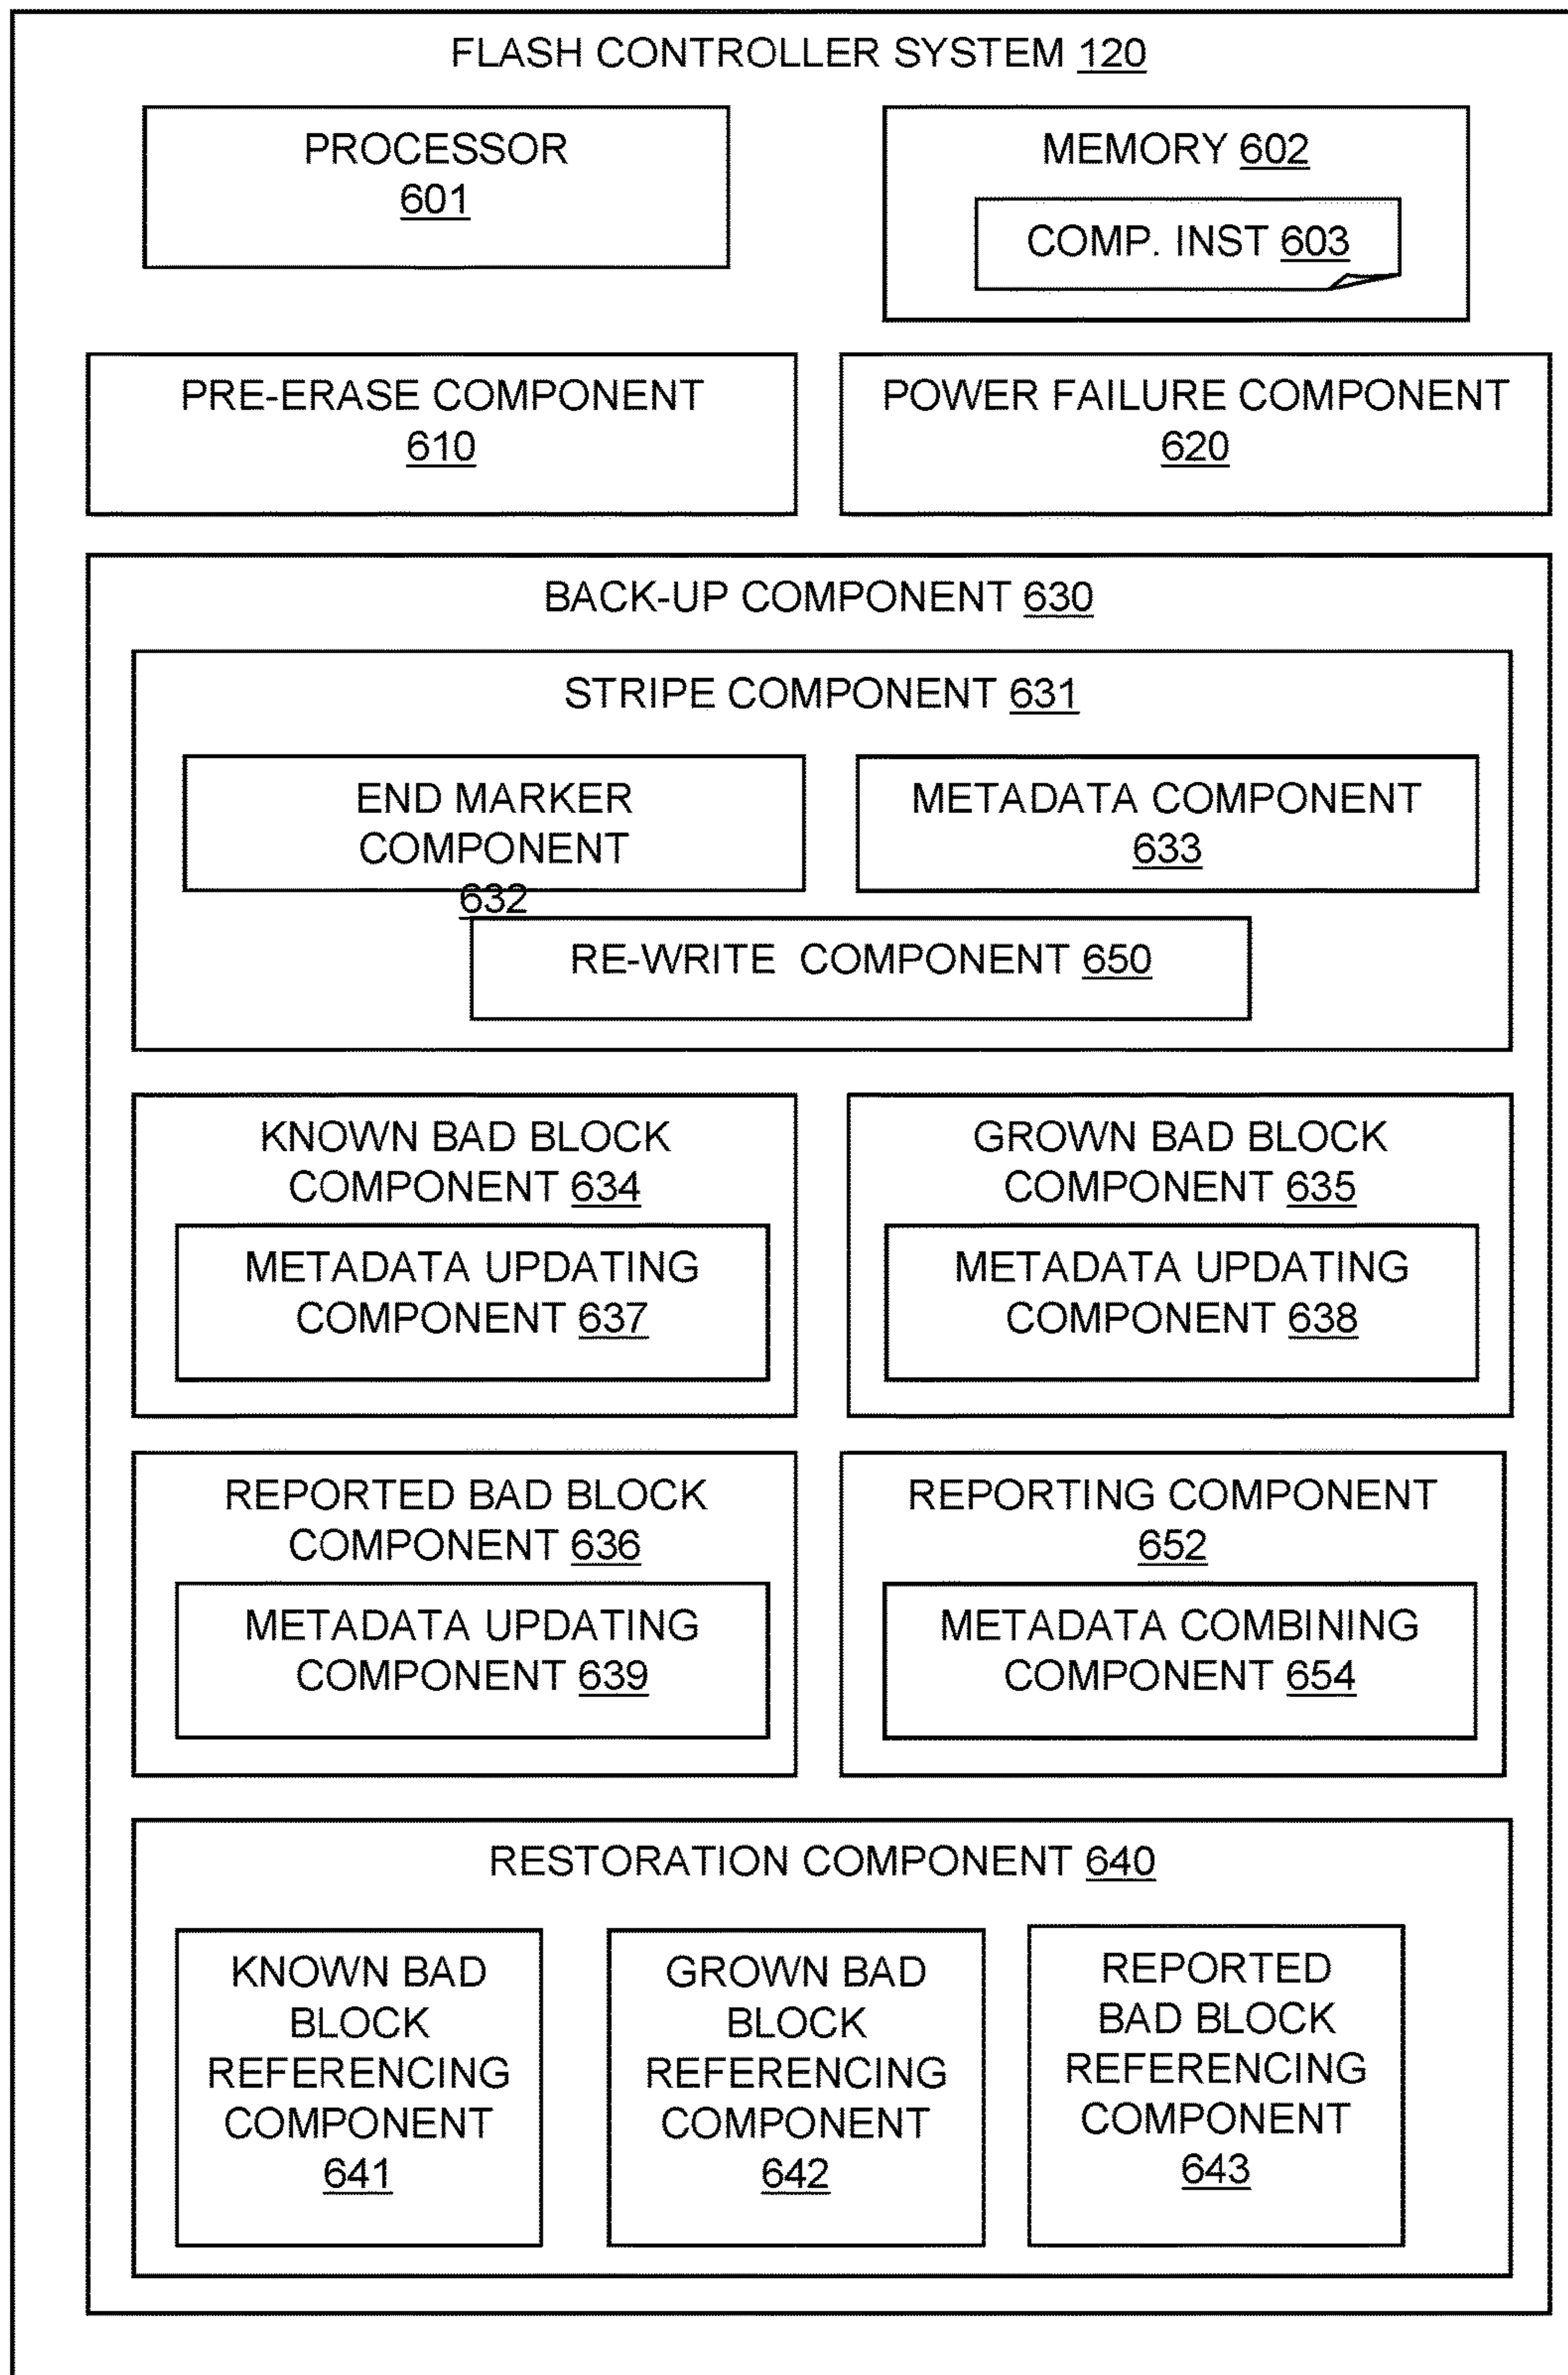 FLASH CONTROLLER SYSTEM 120
PROCESSOR
601
MEMORY 602
COMP. INST 603
PRE-ERASE COMPONENT
610
POWER FAILURE COMPONENT
620
BACK-UP COMPONENT 630
STRIPE COMPONENT 631
END MARKER
COMPONENT
632
METADATA COMPONENT
633
RE-WRITE COMPONENT 650
KNOWN BAD BLOCK
COMPONENT 634
METADATA UPDATING
COMPONENT 637
GROWN BAD BLOCK
COMPONENT 635
METADATA UPDATING
COMPONENT 638
REPORTED BAD BLOCK
COMPONENT 636
METADATA UPDATING
COMPONENT 639
REPORTING COMPONENT
652
METADATA COMBINING
COMPONENT 654
RESTORATION COMPONENT 640
KNOWN BAD
BLOCK
REFERENCING
COMPONENT
641
GROWN BAD
BLOCK
REFERENCING
COMPONENT
642
REPORTED
BAD BLOCK
REFERENCING
COMPONENT
643